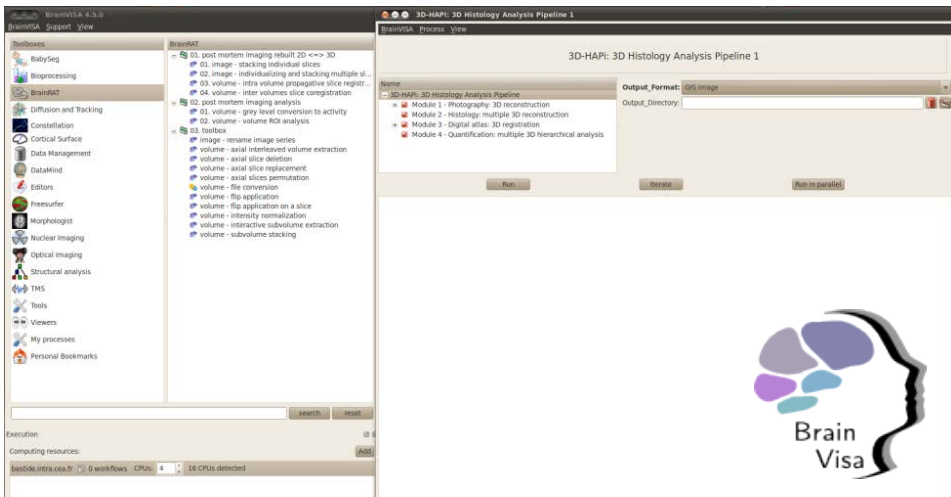 BrainVISA 4.5.0
BrainVISA Support View
Toolboxes
BabySeg
Bioprocessing
BrainRAT
Diffusion and Tracking
Constellation
Cortical Surface
Data Management
DataMind
Editors
Freesurfer
Morphologist
Nuclear Imaging
Optical Imaging
Structural analysis
TMS
Tools
Viewers
My processes
Personal Bookmarks
BrainRAT
01. post mortem imaging rebuilt 2D <=> 3D
01. image - stacking individual slices
02. image - individualizing and stacking multiple sl...
03. volume - intra volume propagative slice registr...
04. volume - inter volumes slice coregistration
02. post mortem imaging analysis
01. volume - grey level conversion to activity
02. volume - volume ROI analysis
03. toolbox
image - rename image series
volume - axial interleaved volume extraction
volume - axial slice deletion
volume - axial slice replacement
volume - axial slices permutation
volume - file conversion
volume - flip application
volume - flip application on a slice
volume - intensity normalization
volume - interactive subvolume extraction
volume - subvolume stacking
search reset
Execution
Computing resources: Add
bastide.intra.cea.fr 0 workflows CPUs: 4 16 CPUs detected
3D-HAPi: 3D Histology Analysis Pipeline 1
BrainVISA Process View
3D-HAPi: 3D Histology Analysis Pipeline 1
Name
3D-HAPi: 3D Histology Analysis Pipeline
Module 1 - Photography: 3D reconstruction
Module 2 - Histology: multiple 3D reconstruction
Module 3 - Digital atlas: 3D registration
Module 4 - Quantification: multiple 3D hierarchical analysis
Output_Format: GIS image
Output_Directory:
Run Iterate Run in parallel
Brain
Visa